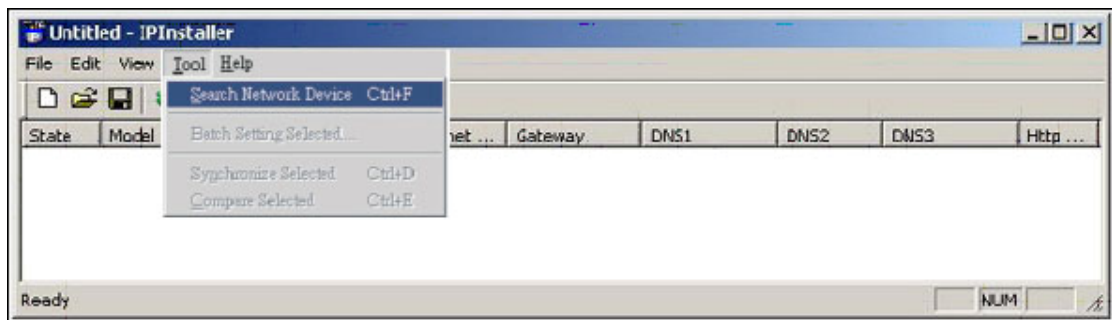 Untitled - IPInstaller
File Edit View Tool Help
Search Network Device Ctrl+F
Batch Setting Selected...
Synchronize Selected Ctrl+D
Compare Selected Ctrl+E
State Model net ... Gateway DNS1 DNS2 DNS3 Http ...
Ready NUM